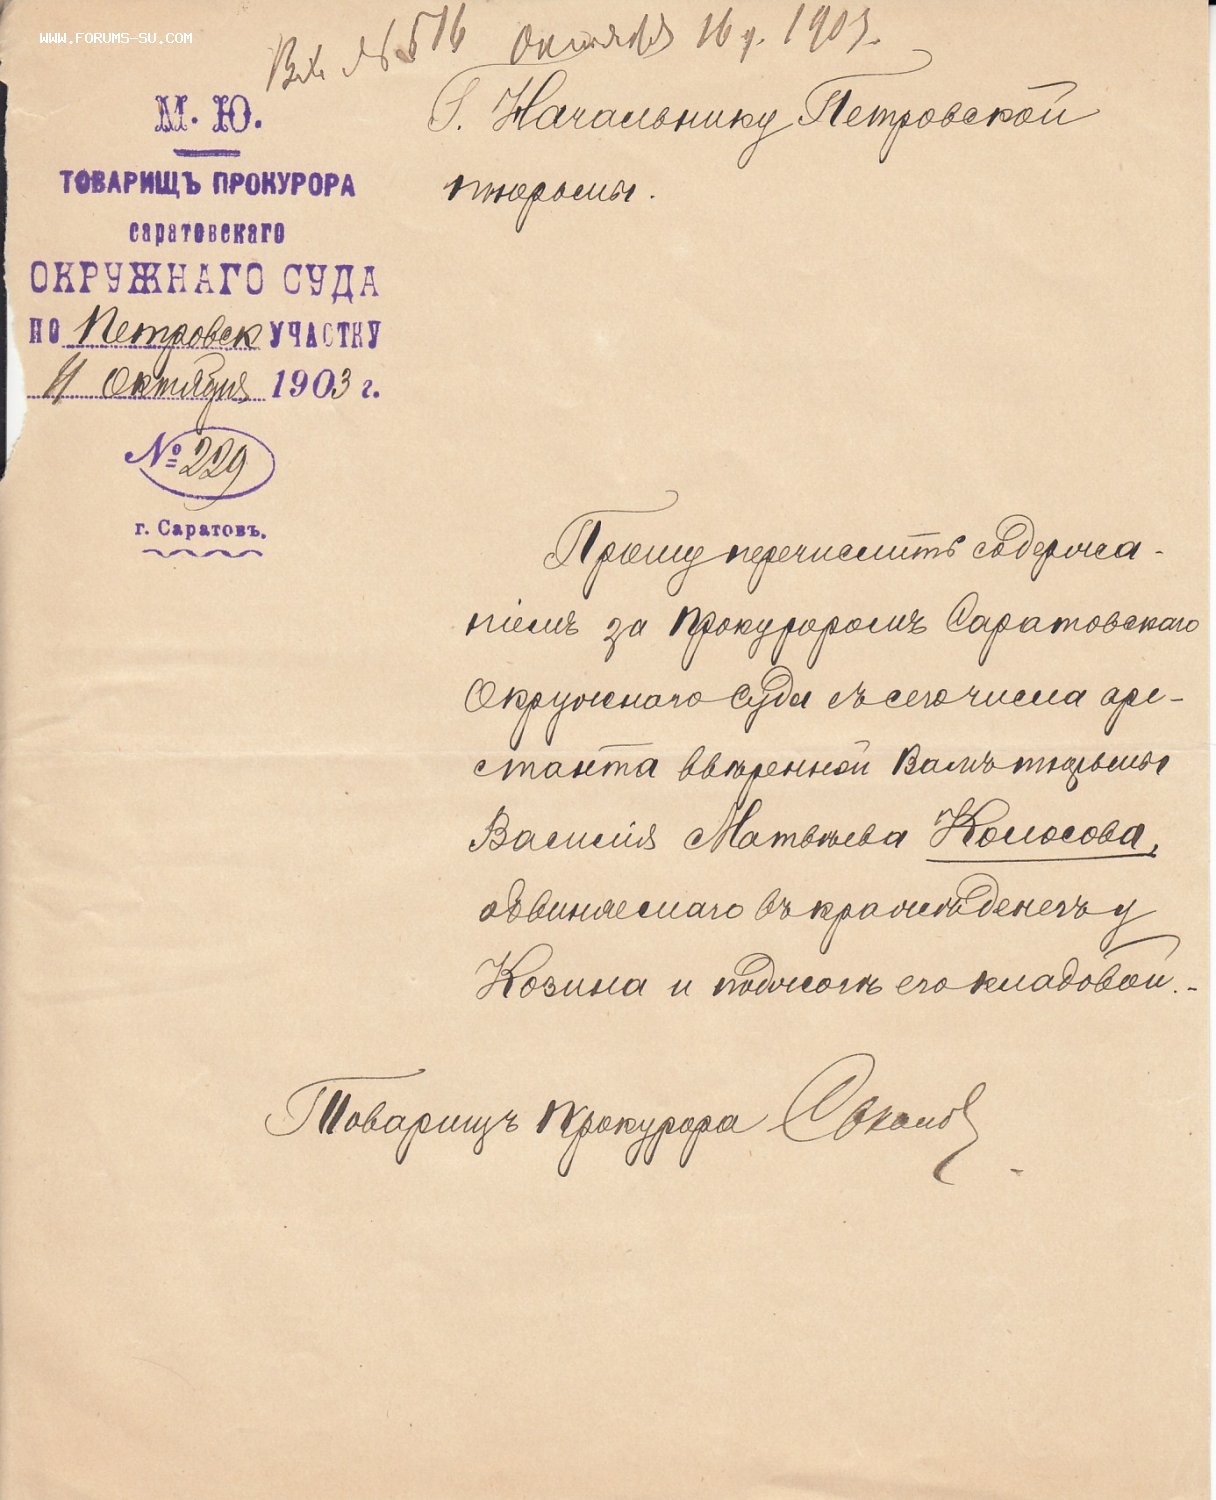 WWW.FORUMS-SU.COM
Вх. № 516 Октября 16 д. 1903.
М. Ю.
ТОВАРИЩЪ ПРОКУРОРА
саратовскаго
ОКРУЖНАГО СУДА
ПО Петровск УЧАСТКУ
11 Октября 1903 г.
№ 229
г. Саратовъ.
Г. Начальнику Петровской
тюрьмы.
Прошу перечислить содержа-
ніемъ за Прокуроромъ Саратовскаго
Окружнаго Суда съ сего числа аре-
станта ввѣренной Вамъ тюрьмы
Василія Матвѣева Колосова,
обвиняемаго въ кражѣ денегъ у
Козина и поджогѣ его кладовой.-
Товарищъ Прокурора Соколов